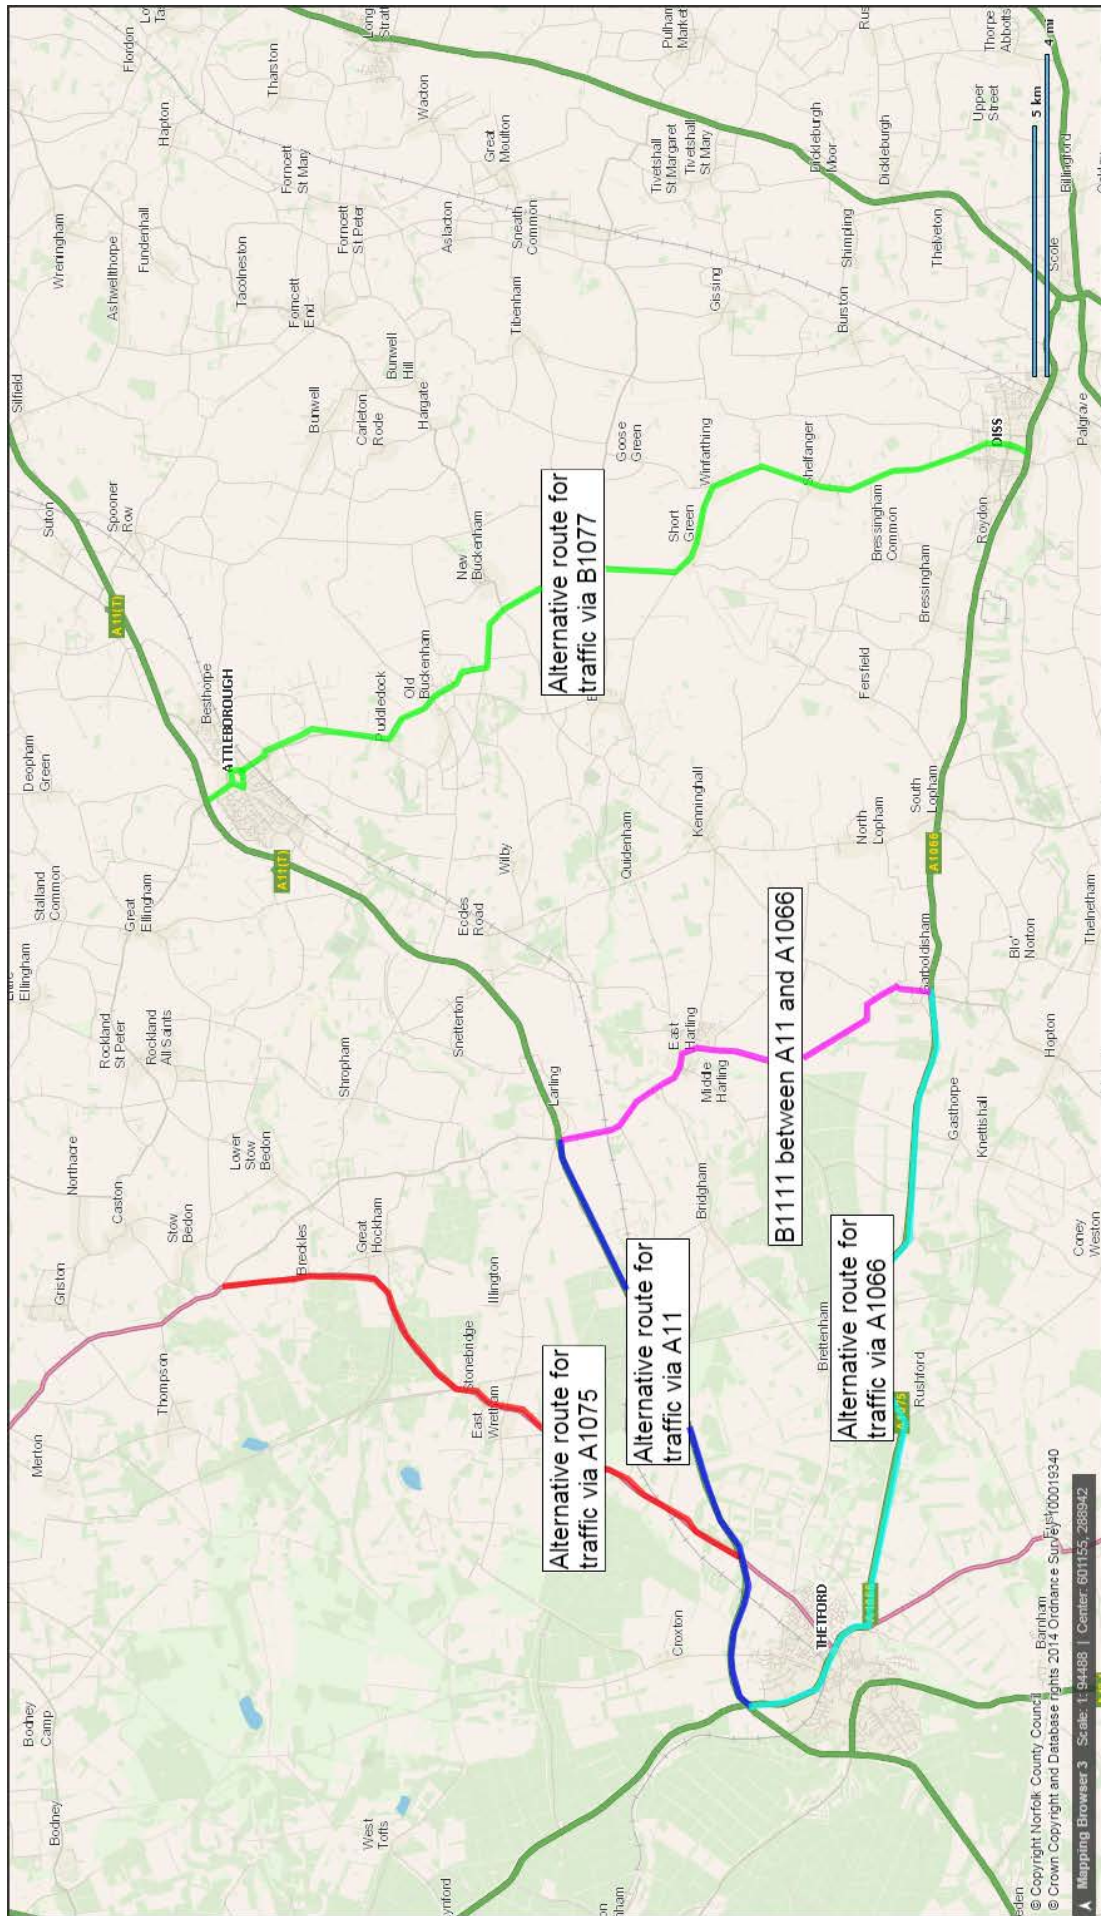 Bodney
Bodney
Camp
Merton
Griston
Northacre
Ellingham
Stalland
Common
Deopham
Green
Suton
Silfield
Wreningham
Flordon
Thompson
Stow
Bedon
Caston
Rockland
St Peter
Rockland
All Saints
Great
Ellingham
A11(T)
Spooner
Row
Ashwellthorpe
Fundenhall
Hapton
Besthorpe
ATTLEBOROUGH
Lower
Stow
Bedon
Tacolneston
Tharston
A11(T)
Breckles
Forncett
End
Forncett
St Mary
Bunwell
West
Tofts
Great
Hockham
Shropham
Puddledock
Carleton
Rode
Bunwell
Hill
Forncett
St Peter
Long
Old
Buckenham
Hargate
Wacton
ynford
Stonebridge
East
Wretham
Illington
Snetterton
Eccles
Road
Wilby
New
Buckenham
Aslacton
Great
Moulton
Tibenham
Sneath
Common
Larling
Alternative route for
traffic via A1075
Alternative route for
traffic via B1077
Alternative route for
traffic via A11
Quidenham
Goose
Green
Croxton
Bridgham
Middle
Harling
East
Harling
Kenninghall
Short
Green
Winfarthing
Gissing
Tivetshall
St Margaret
Tivetshall
St Mary
Pulham
Market
B1111 between A11 and A1066
THETFORD
Brettenham
Shelfanger
Burston
Shimpling
Dickleburgh
Moor
Alternative route for
traffic via A1066
North
Lopham
Fersfield
Bressingham
Common
Dickleburgh
A1066
A1075
Rushford
Garboldisham
A1066
South
Lopham
Bressingham
Thelveton
Gasthorpe
Knettishall
Roydon
DISS
Upper
Street
Thorpe
Abbotts
Blo'
Norton
Hopton
Scole
Billingford
5 km
4 mi
Barnham
Coney
Weston
Thelnetham
Palgrave
© Copyright Norfolk County Council
© Crown Copyright and Database rights 2014 Ordnance Survey 100019340
Mapping Browser 3 Scale: 1: 94488 | Center: 601155, 288942